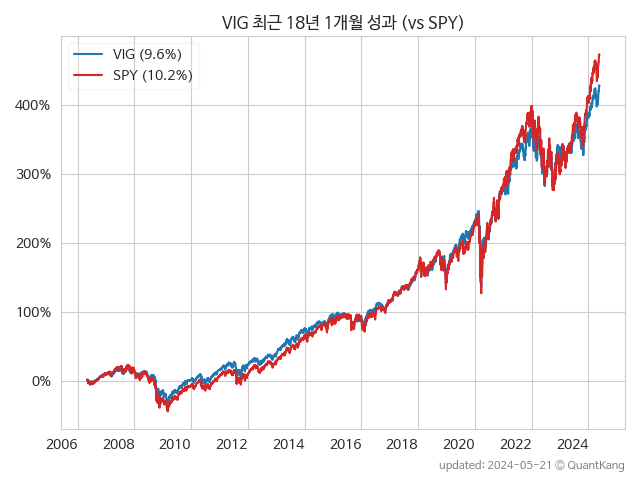 VIG 최근 18년 1개월 성과 (vs SPY)
VIG (9.6%)
SPY (10.2%)
400%
300%
200%
100%
0%
2006 2008 2010 2012 2014 2016 2018 2020 2022 2024
updated: 2024-05-21 © QuantKang